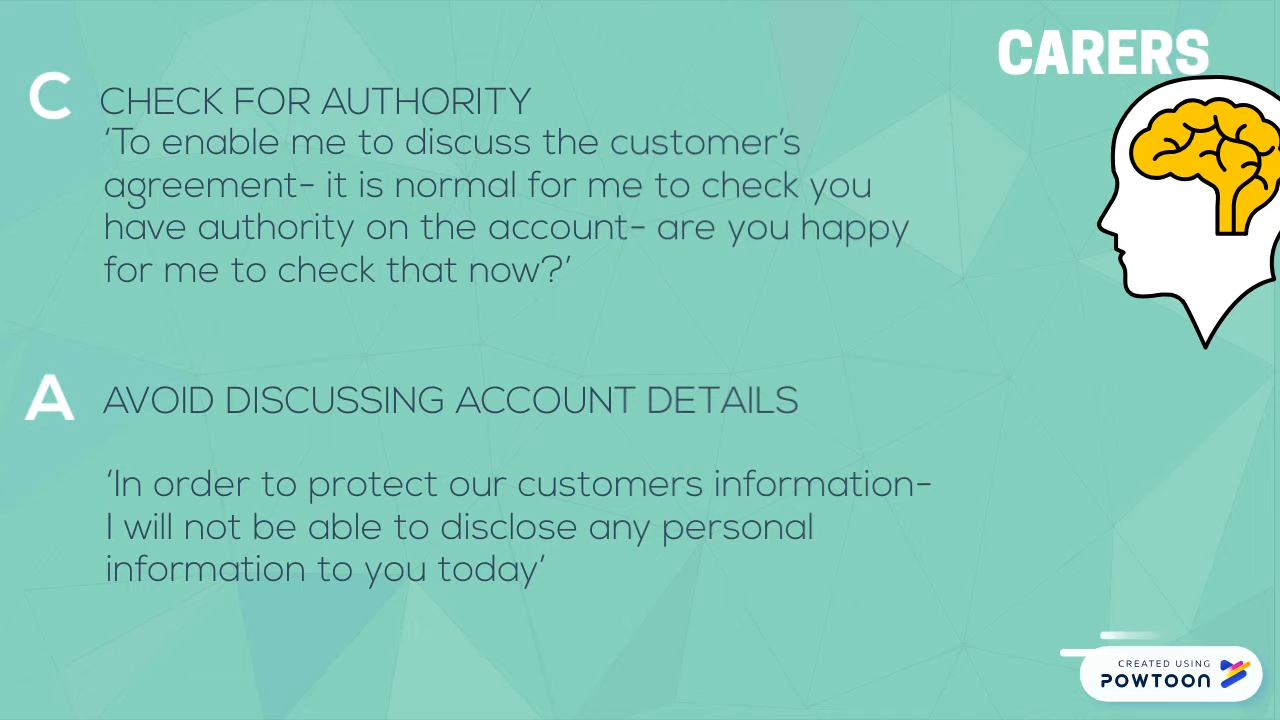 CARERS
C CHECK FOR AUTHORITY
‘To enable me to discuss the customer’s
agreement- it is normal for me to check you
have authority on the account- are you happy
for me to check that now?’
A AVOID DISCUSSING ACCOUNT DETAILS
‘In order to protect our customers information-
I will not be able to disclose any personal
information to you today’
CREATED USING
POWTOON